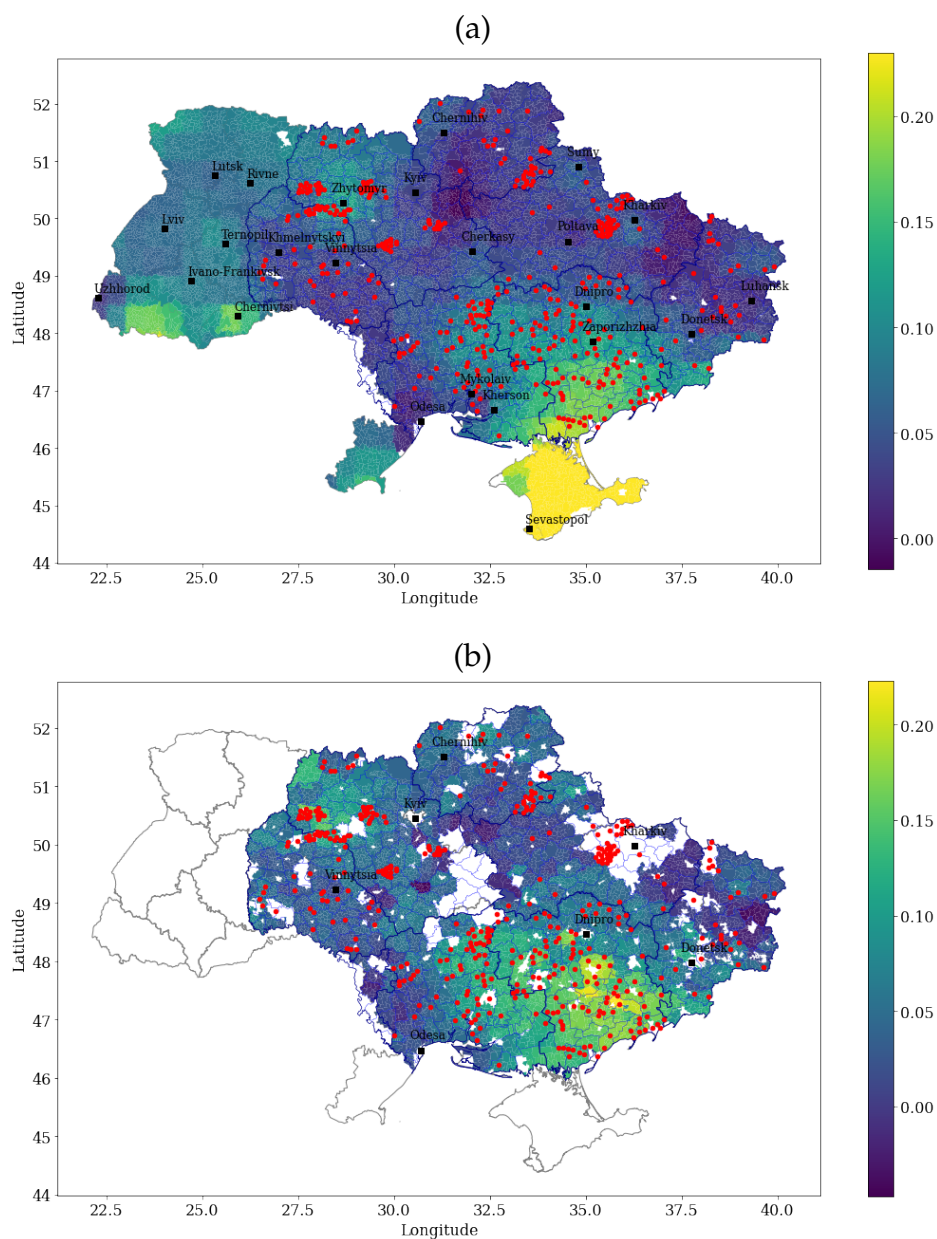 (a)
52
51
50
49
48
47
46
45
44
Latitude
22.5 25.0 27.5 30.0 32.5 35.0 37.5 40.0
Longitude
0.20
0.15
0.10
0.05
0.00
Chernihiv
Sumy
Lutsk
Rivne
Kyiv
Zhytomyr
Kharkiv
Lviv
Ternopil
Khmelnytskyi
Vinnytsia
Cherkasy
Poltava
Ivano-Frankivsk
Uzhhorod
Chernivtsi
Dnipro
Luhansk
Zaporizhzhia
Donetsk
Mykolaiv
Kherson
Odesa
Sevastopol
(b)
52
51
50
49
48
47
46
45
44
Latitude
22.5 25.0 27.5 30.0 32.5 35.0 37.5 40.0
Longitude
0.20
0.15
0.10
0.05
0.00
Chernihiv
Kyiv
Kharkiv
Vinnytsia
Dnipro
Donetsk
Odesa